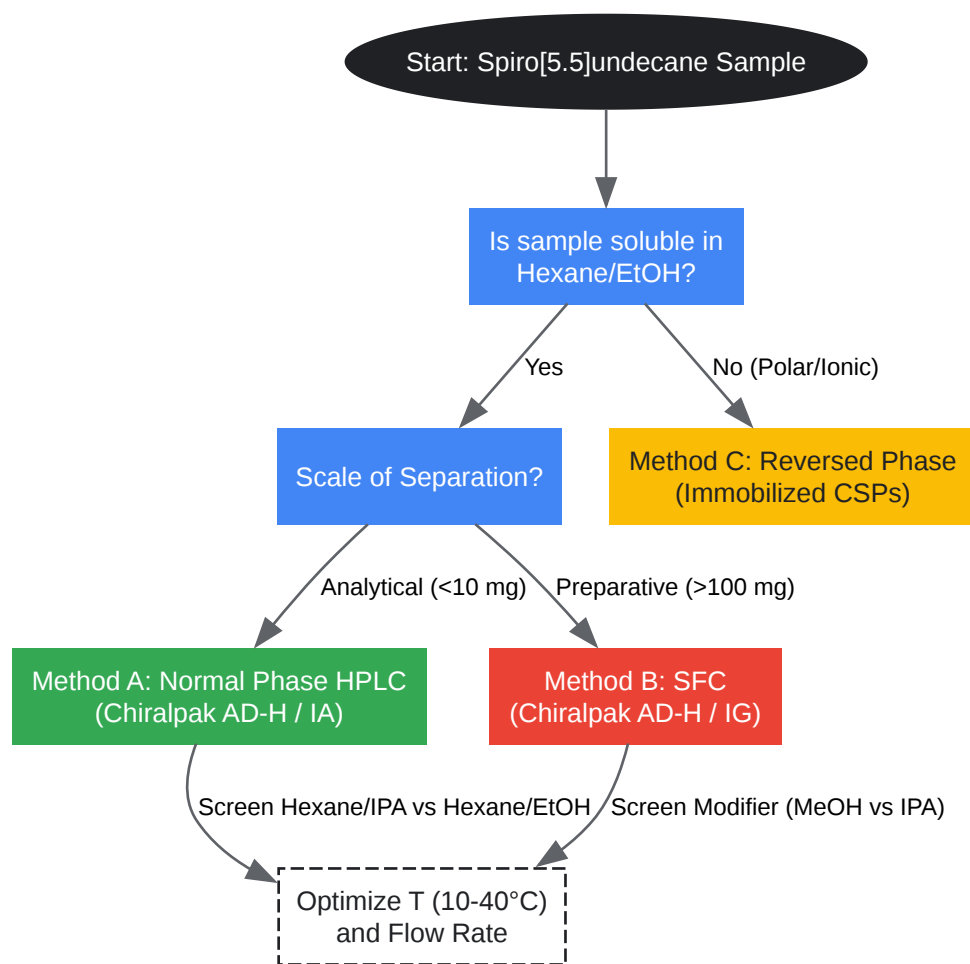 Start: Spiro[5.5]undecane Sample
Is sample soluble in
Hexane/EtOH?
Yes
No (Polar/Ionic)
Scale of Separation?
Method C: Reversed Phase
(Immobilized CSPs)
Analytical (<10 mg)
Preparative (>100 mg)
Method A: Normal Phase HPLC
(Chiralpak AD-H / IA)
Method B: SFC
(Chiralpak AD-H / IG)
Screen Hexane/IPA vs Hexane/EtOH
Screen Modifier (MeOH vs IPA)
Optimize T (10-40°C)
and Flow Rate